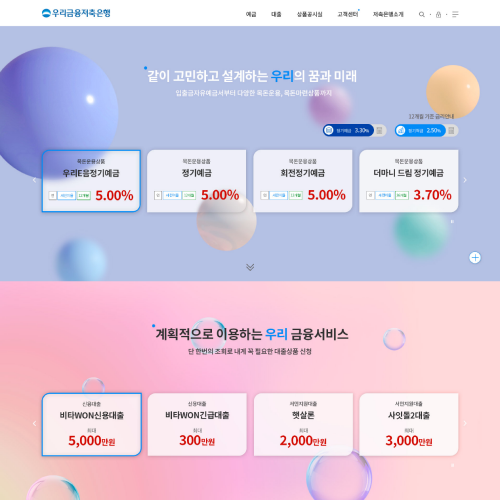 우리금융저축은행
예금 대출 상품공시실 고객센터 저축은행소개
같이 고민하고 설계하는 우리의 꿈과 미래
입출금자유예금서부터 다양한 목돈운용, 목돈마련상품까지
12개월 기준 금리안내
정기예금 3.30%
정기적금 2.50%
목돈운용상품
우리E음정기예금
5.00%
목돈운용상품
정기예금
5.00%
목돈운용상품
회전정기예금
5.00%
목돈운용상품
더마니 드림 정기예금
3.70%
계획적으로 이용하는 우리 금융서비스
단 한번의 조회로 내게 꼭 필요한 대출상품 신청
신용대출
비타WON신용대출
최대
5,000만원
신용대출
비타WON긴급대출
최대
300만원
서민지원대출
햇살론
최대
2,000만원
서민지원대출
사잇돌2대출
최대
3,000만원